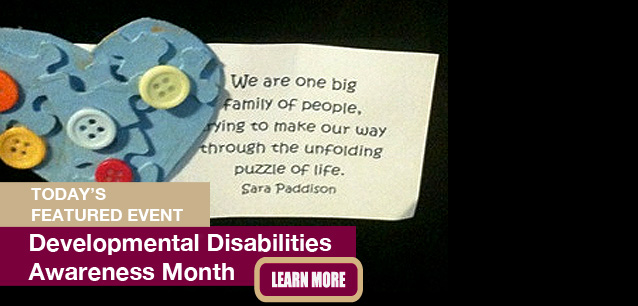 We are one big
family of people,
rying to make our way
through the unfolding
puzzle of life.
Sara Paddison
TODAY'S
FEATURED EVENT
Developmental Disabilities
Awareness Month
LEARN MORE